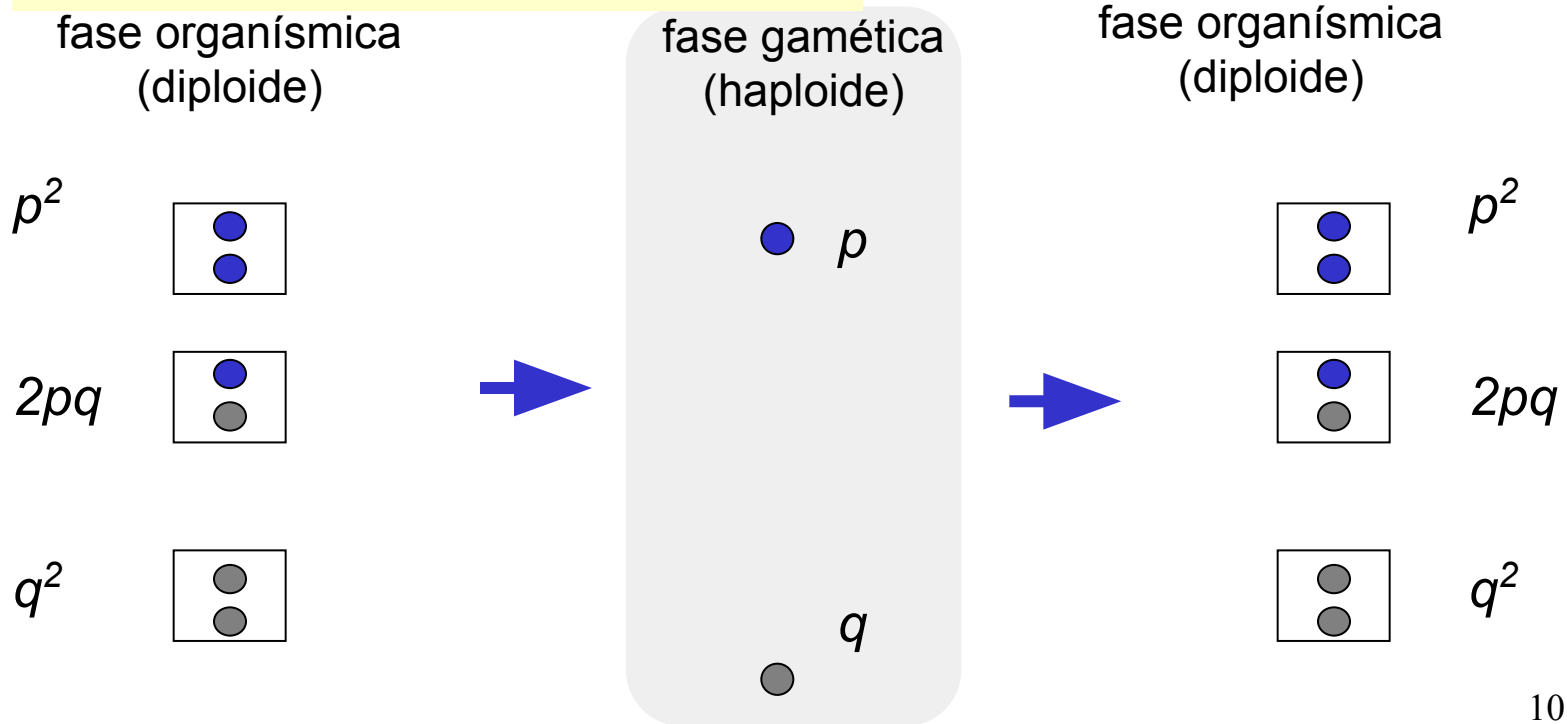 fase organísmica
(diploide)
fase gamética
(haploide)
fase organísmica
(diploide)
p²
p
p²
2pq
2pq
q²
q
q²
10